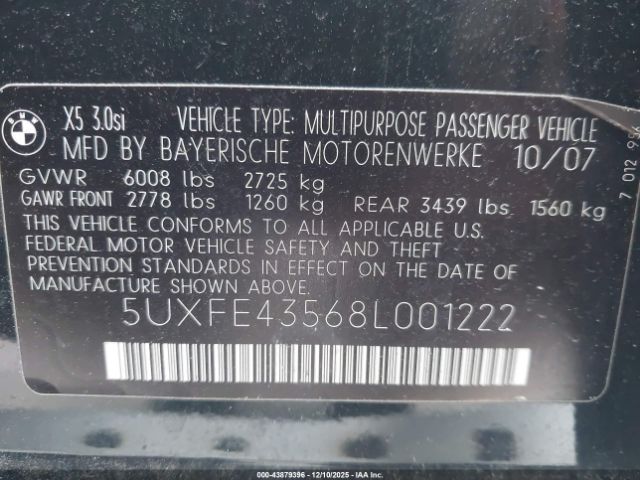 BMW
X5 3.0si VEHICLE TYPE: MULTIPURPOSE PASSENGER VEHICLE
MFD BY BAYERISCHE MOTORENWERKE 10/07
GVWR 6008 lbs 2725 kg
GAWR FRONT 2778 lbs 1260 kg REAR 3439 lbs 1560 kg
THIS VEHICLE CONFORMS TO ALL APPLICABLE U.S.
FEDERAL MOTOR VEHICLE SAFETY AND THEFT
PREVENTION STANDARDS IN EFFECT ON THE DATE OF
MANUFACTURE SHOWN ABOVE.
5UXFE43568L001222
7 012
000-43879396 - 12/10/2025 - IAA Inc.